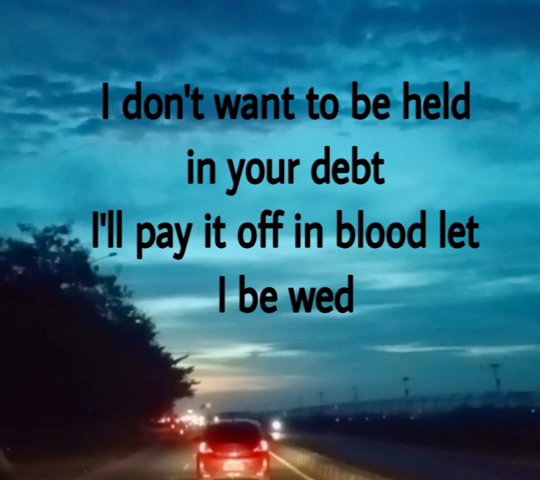 I don't want to be held
in your debt
I'll pay it off in blood let
I be wed